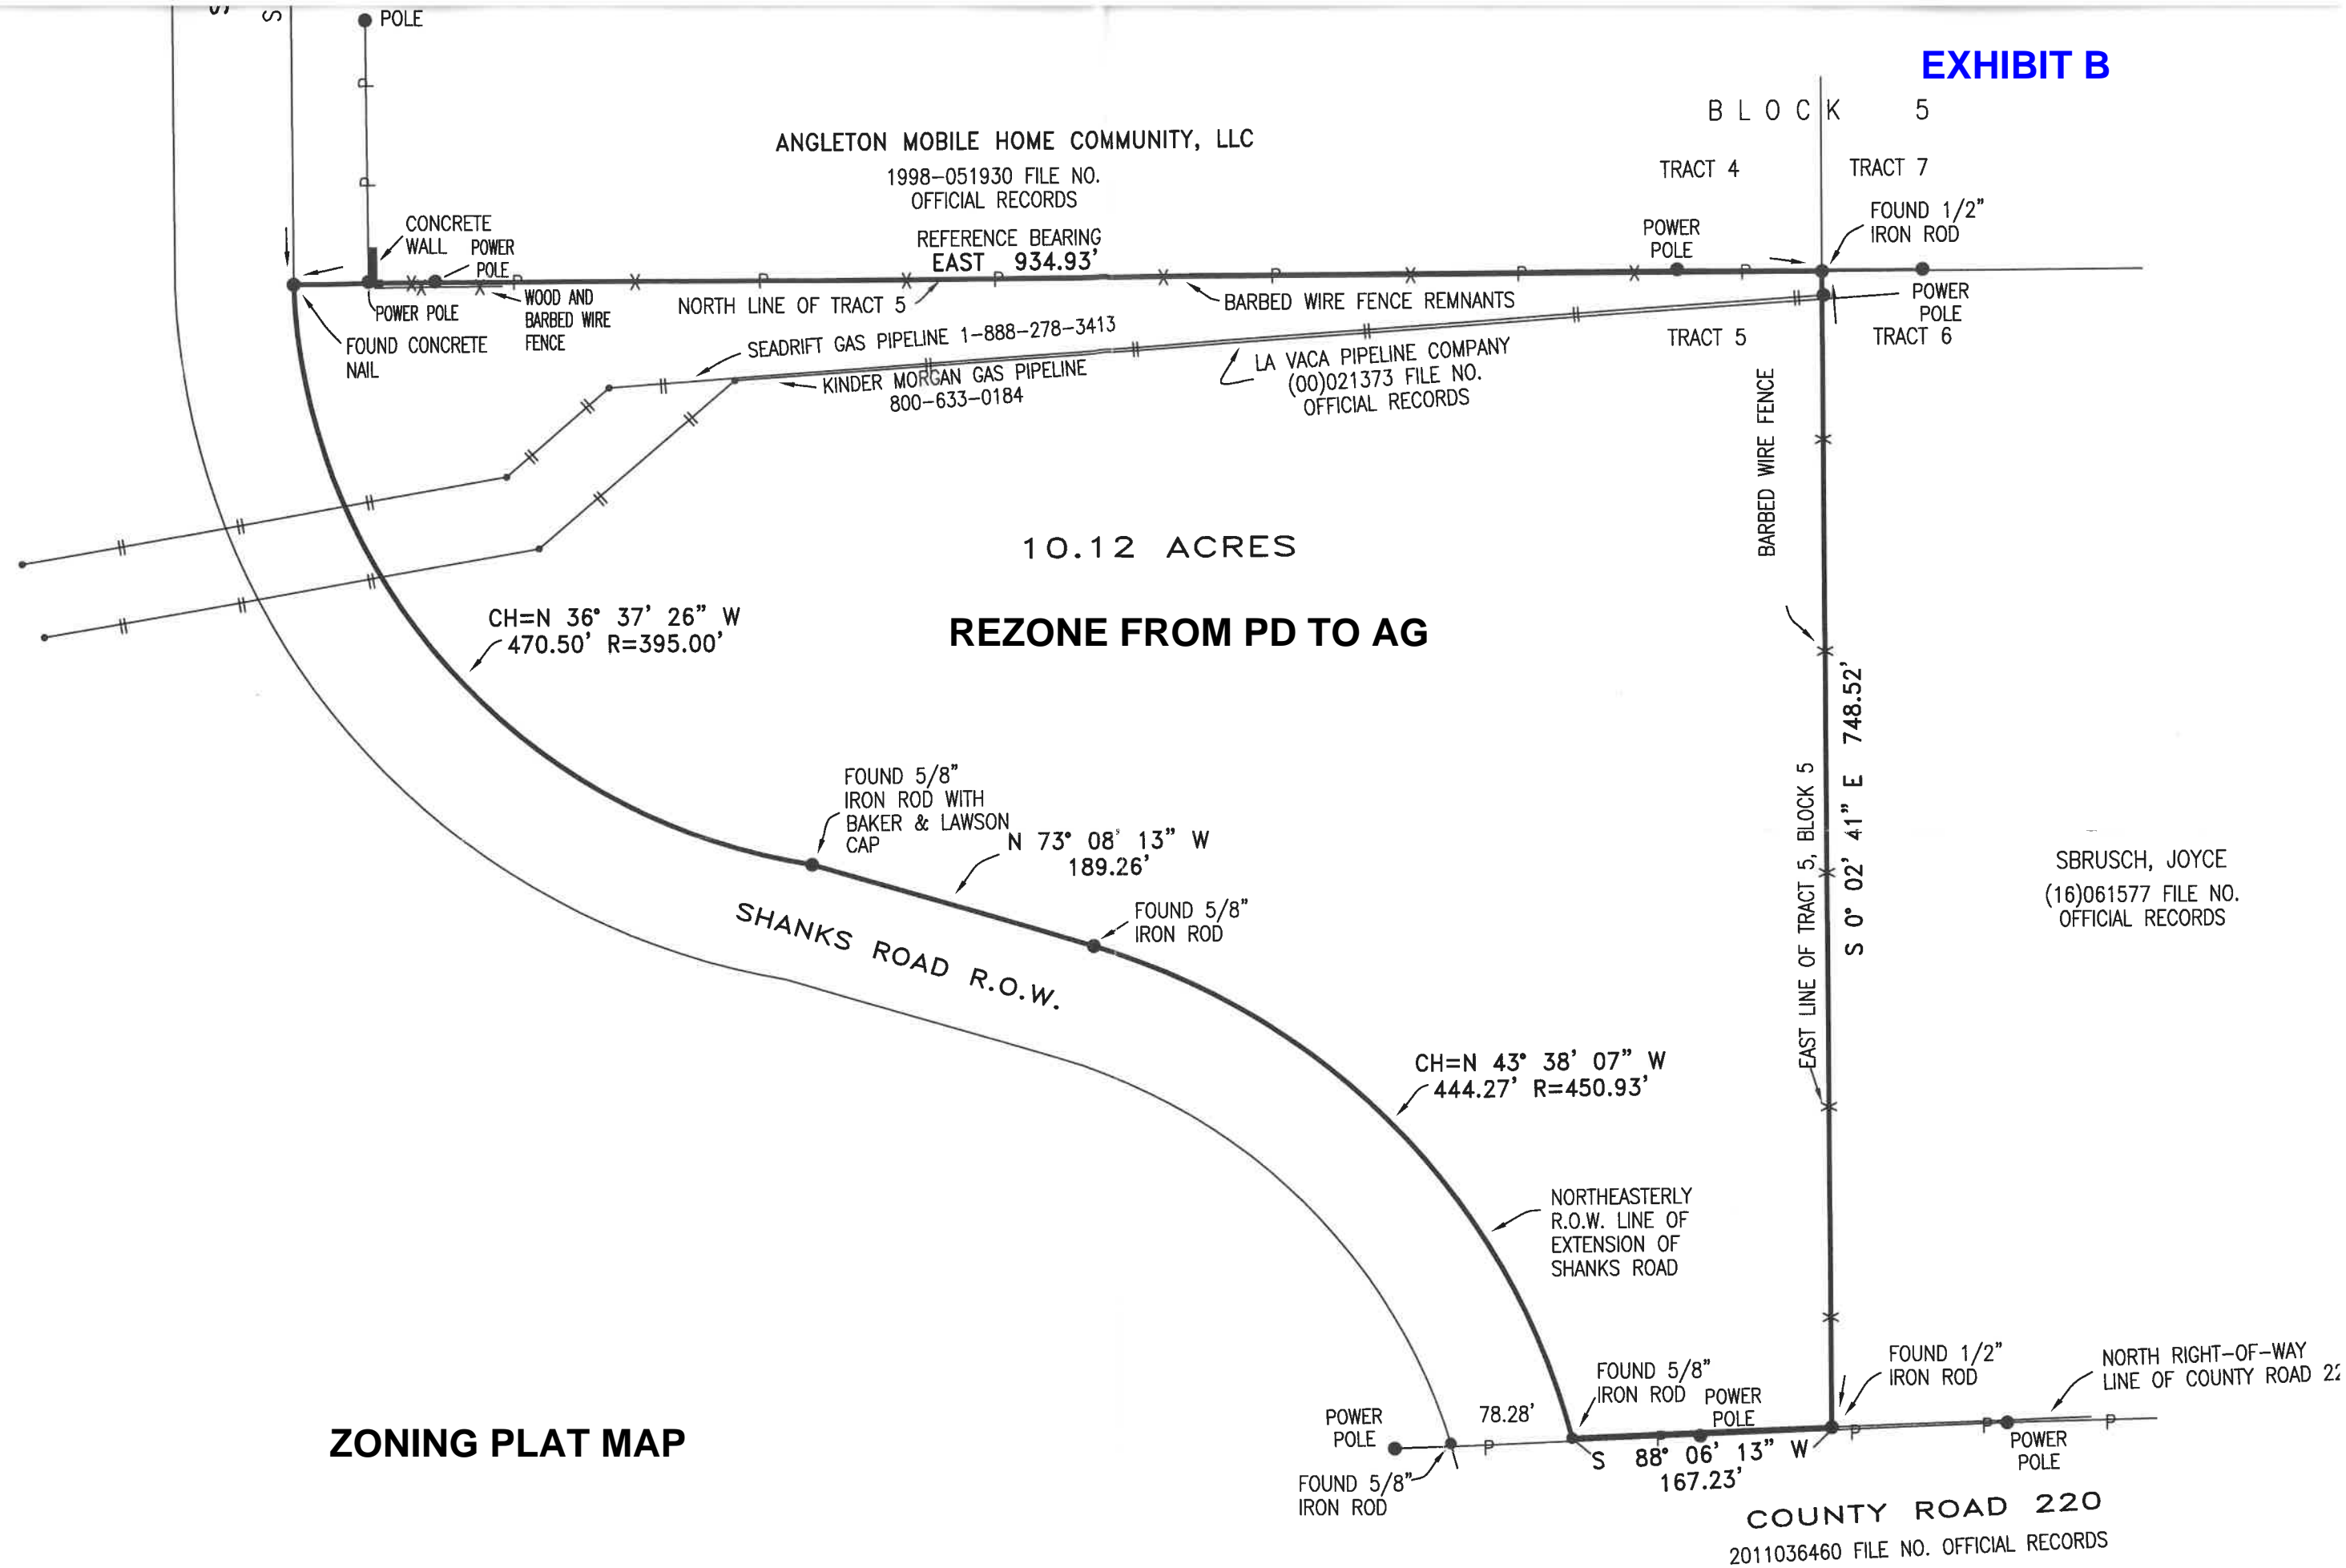 S
S
POLE
EXHIBIT B
BLOCK 5
ANGLETON MOBILE HOME COMMUNITY, LLC
1998-051930 FILE NO.
OFFICIAL RECORDS
TRACT 4
TRACT 7
CONCRETE
WALL
POWER
POLE
REFERENCE BEARING
EAST 934.93'
POWER
POLE
FOUND 1/2"
IRON ROD
POWER POLE
WOOD AND
BARBED WIRE
FENCE
NORTH LINE OF TRACT 5
BARBED WIRE FENCE REMNANTS
POWER
POLE
FOUND CONCRETE
NAIL
SEADRIFT GAS PIPELINE 1-888-278-3413
KINDER MORGAN GAS PIPELINE
800-633-0184
LA VACA PIPELINE COMPANY
(00)021373 FILE NO.
OFFICIAL RECORDS
TRACT 5
TRACT 6
BARBED WIRE FENCE
10.12 ACRES
REZONE FROM PD TO AG
CH=N 36° 37' 26" W
470.50' R=395.00'
S 0° 02' 41" E 748.52'
EAST LINE OF TRACT 5, BLOCK 5
FOUND 5/8"
IRON ROD WITH
BAKER & LAWSON
CAP
N 73° 08' 13" W
189.26'
SBRUSCH, JOYCE
(16)061577 FILE NO.
OFFICIAL RECORDS
FOUND 5/8"
IRON ROD
SHANKS ROAD R.O.W.
CH=N 43° 38' 07" W
444.27' R=450.93'
NORTHEASTERLY
R.O.W. LINE OF
EXTENSION OF
SHANKS ROAD
FOUND 5/8"
IRON ROD
POWER
POLE
FOUND 1/2"
IRON ROD
NORTH RIGHT-OF-WAY
LINE OF COUNTY ROAD 22
POWER
POLE
78.28'
ZONING PLAT MAP
S 88° 06' 13" W
167.23'
POWER
POLE
FOUND 5/8"
IRON ROD
COUNTY ROAD 220
2011036460 FILE NO. OFFICIAL RECORDS